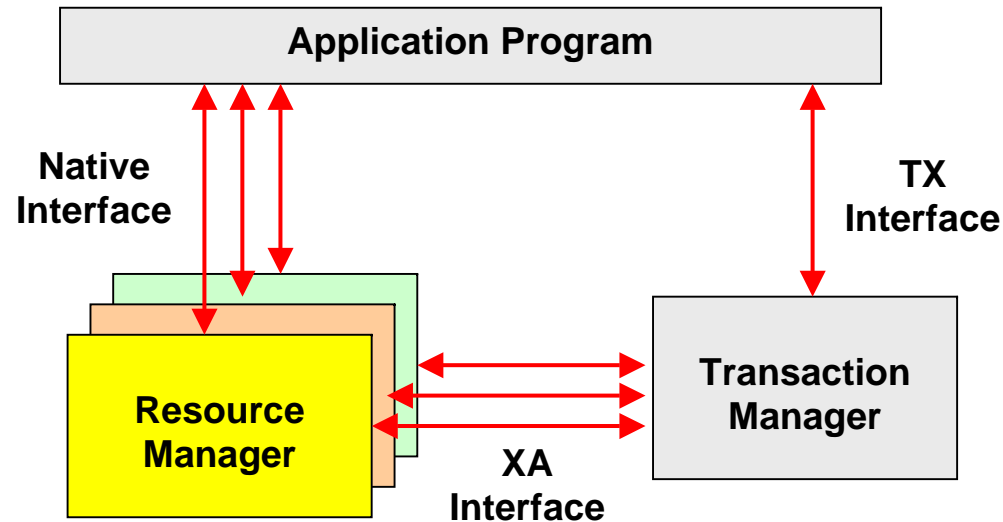 Application Program
Native
Interface
TX
Interface
Resource
Manager
Transaction
Manager
XA
Interface